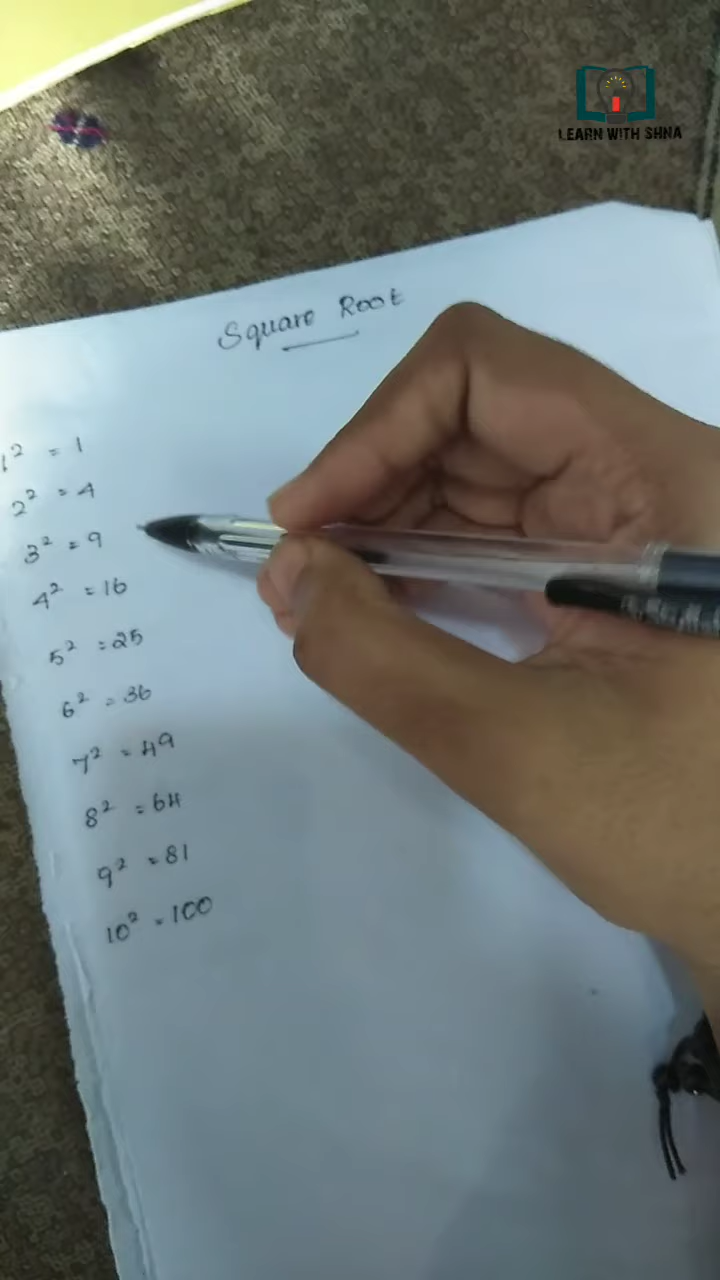 LEARN WITH SHNA
Square Root
1² = 1
2² = 4
3² = 9
4² = 16
5² = 25
6² = 36
7² = 49
8² = 64
9² = 81
10² = 100